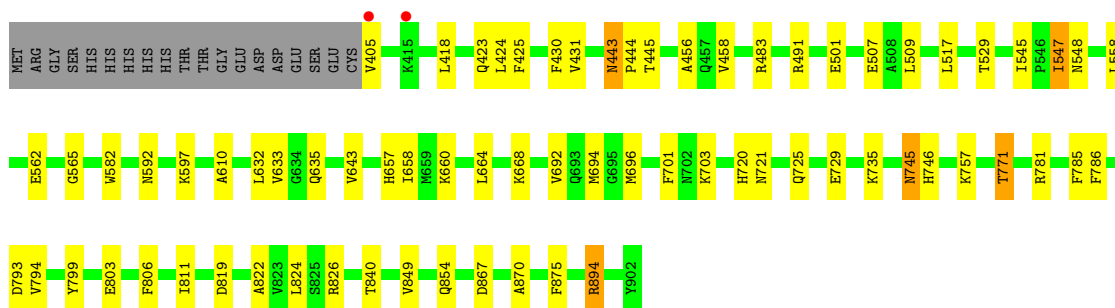 MET ARG GLY SER HIS HIS HIS HIS HIS HIS THR THR GLY GLU ASP ASP GLU SER GLU CYS V405 K415 L418 Q423 L424 F425 F430 V431 N443 P444 T445 A456 Q457 V458 R483 R491 E501 E507 A508 L509 L517 T529 I545 P546 I547 N548
E562 G565 W582 N592 K597 A610 L632 V633 G634 Q635 V643 H657 I658 M659 K660 L664 K668 V692 Q693 M694 G695 M696 F701 N702 K703 H720 N721 Q725 E729 K735 N745 H746 K757 T771 R781 F785 F786
D793 V794 Y799 E803 F806 I811 D819 A822 V823 L824 S825 R826 T840 V849 Q854 D867 A870 F875 R894 Y902